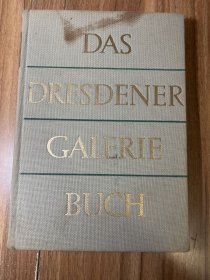 DAS
DRESDENER
GALERIE
BUCH